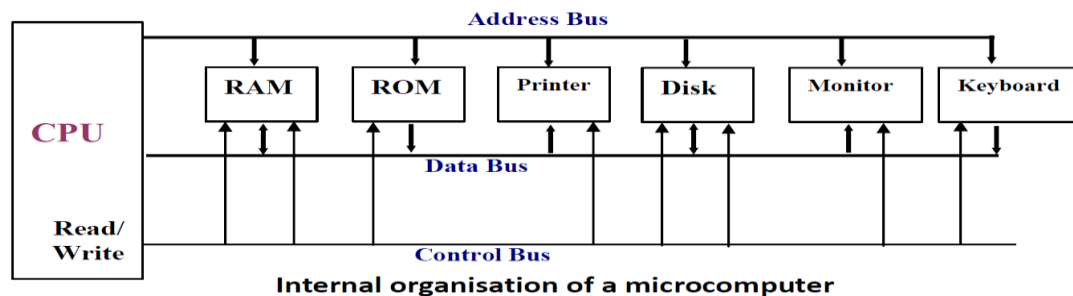 Address Bus
RAM
ROM
Printer
Disk
Monitor
Keyboard
CPU
Data Bus
Read/
Write
Control Bus
Internal organisation of a microcomputer